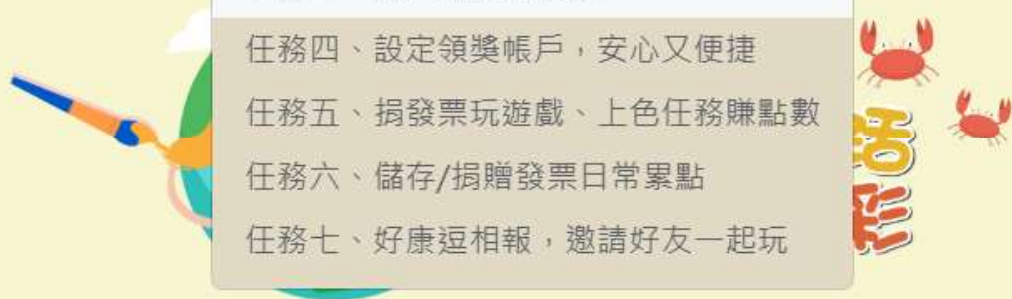 任務四、設定領獎帳戶，安心又便捷
任務五、捐發票玩遊戲、上色任務賺點數
任務六、儲存/捐贈發票日常累點
任務七、好康逗相報，邀請好友一起玩
活
彩